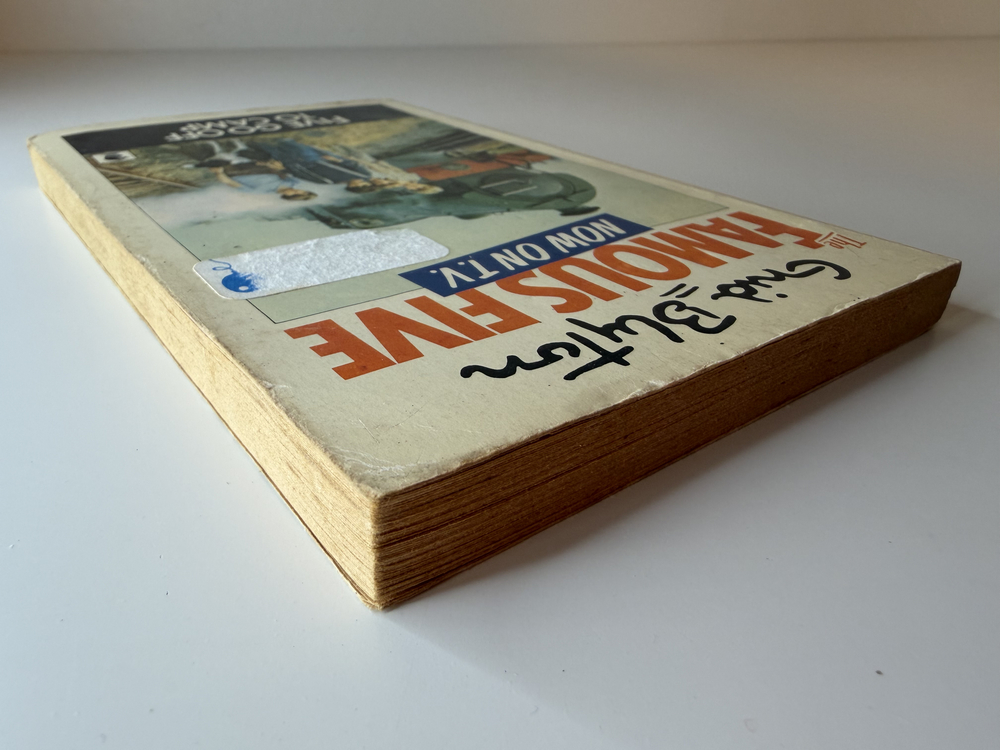 Enid Blyton
The
FAMOUS FIVE
NOW ON T.V.
FIVE GO OFF
TO CAMP